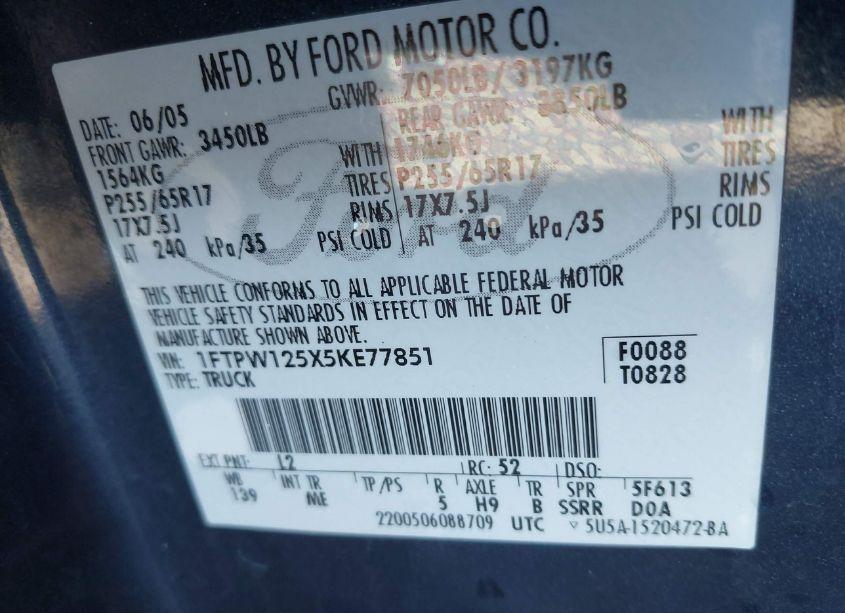 MFD. BY FORD MOTOR CO.
DATE: 06/05 GVWR: 7050LB / 3197KG
FRONT GAWR: 3450LB REAR GAWR: 3850LB
1564KG WITH 1746KG WITH
P255/65R17 TIRES P255/65R17 TIRES
17X7.5J RIMS 17X7.5J RIMS
AT 240 kPa/35 PSI COLD AT 240 kPa/35 PSI COLD
Ford
THIS VEHICLE CONFORMS TO ALL APPLICABLE FEDERAL MOTOR
VEHICLE SAFETY STANDARDS IN EFFECT ON THE DATE OF
MANUFACTURE SHOWN ABOVE.
VIN: 1FTPW125X5KE77851 F0088
TYPE: TRUCK T0828
EXT PNT: L2 RC: 52 DSO:
WB INT TR TP/PS R AXLE TR SPR 5F613
139 ME 5 H9 B SSRR DOA
2200506088709 UTC ▽ 5U5A-1520472-BA